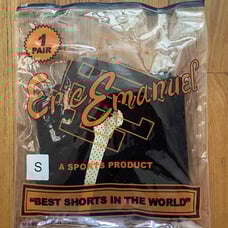 1
PAIR
Eric Emanuel
S
A SPORTS PRODUCT
"BEST SHORTS IN THE WORLD"